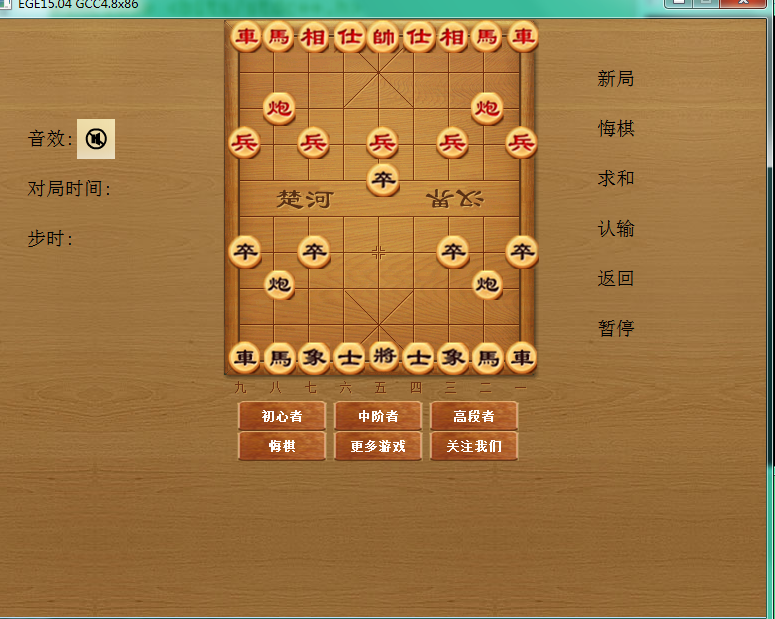 EGE15.04 GCC4.8x86
車 馬 相 仕 帥 仕 相 馬 車
炮 炮
兵 兵 兵 兵 兵
卒
楚河 汉界
卒 卒 卒 卒
炮 炮
車 馬 象 士 將 士 象 馬 車
九 八 七 六 五 四 三 二 一
音效:
对局时间:
步时:
新局
悔棋
求和
认输
返回
暂停
初心者 中阶者 高段者
悔棋 更多游戏 关注我们